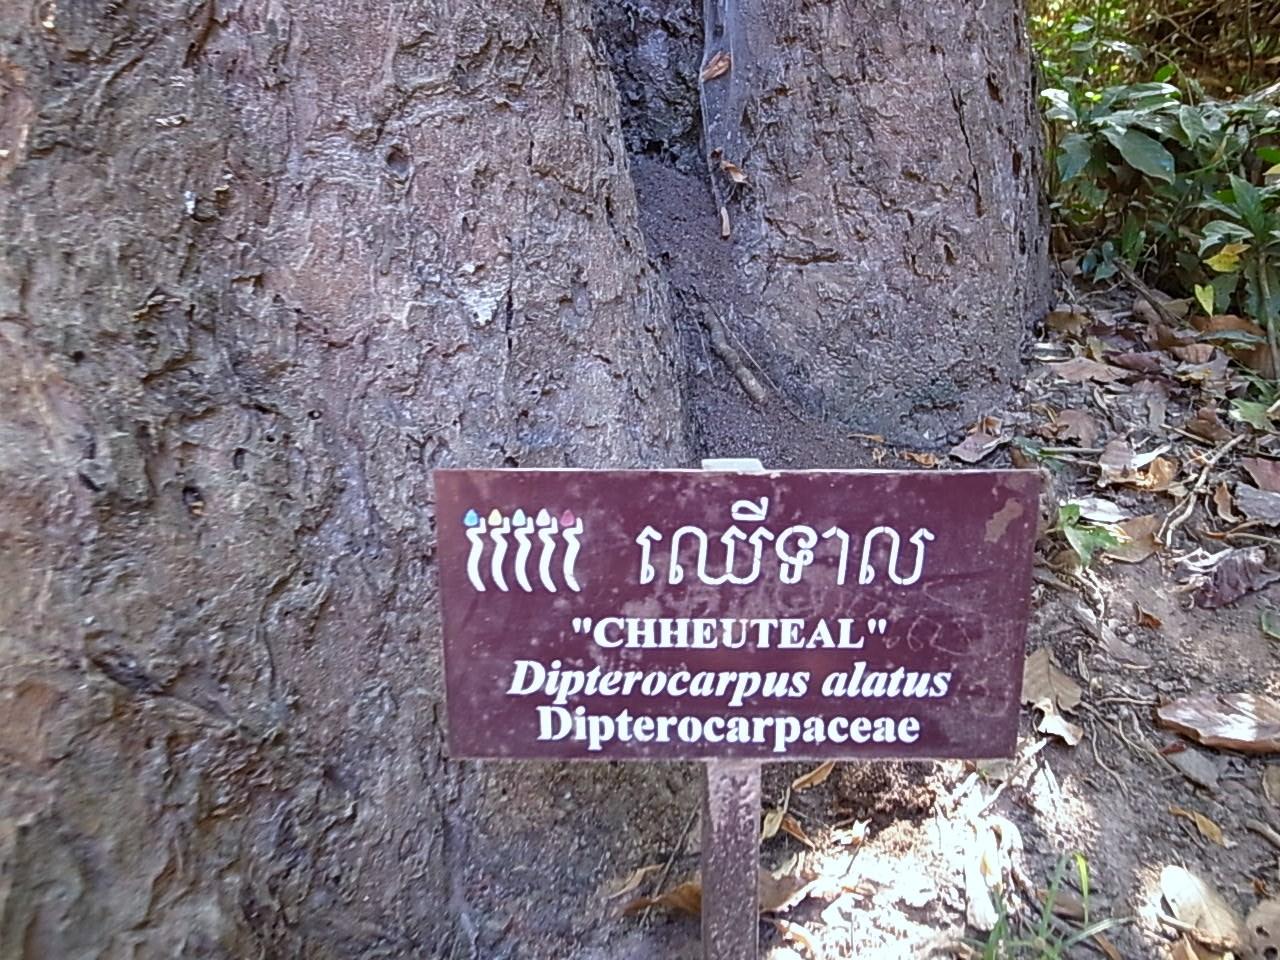 ឈើទាល
"CHHEUTEAL"
Dipterocarpus alatus
Dipterocarpaceae